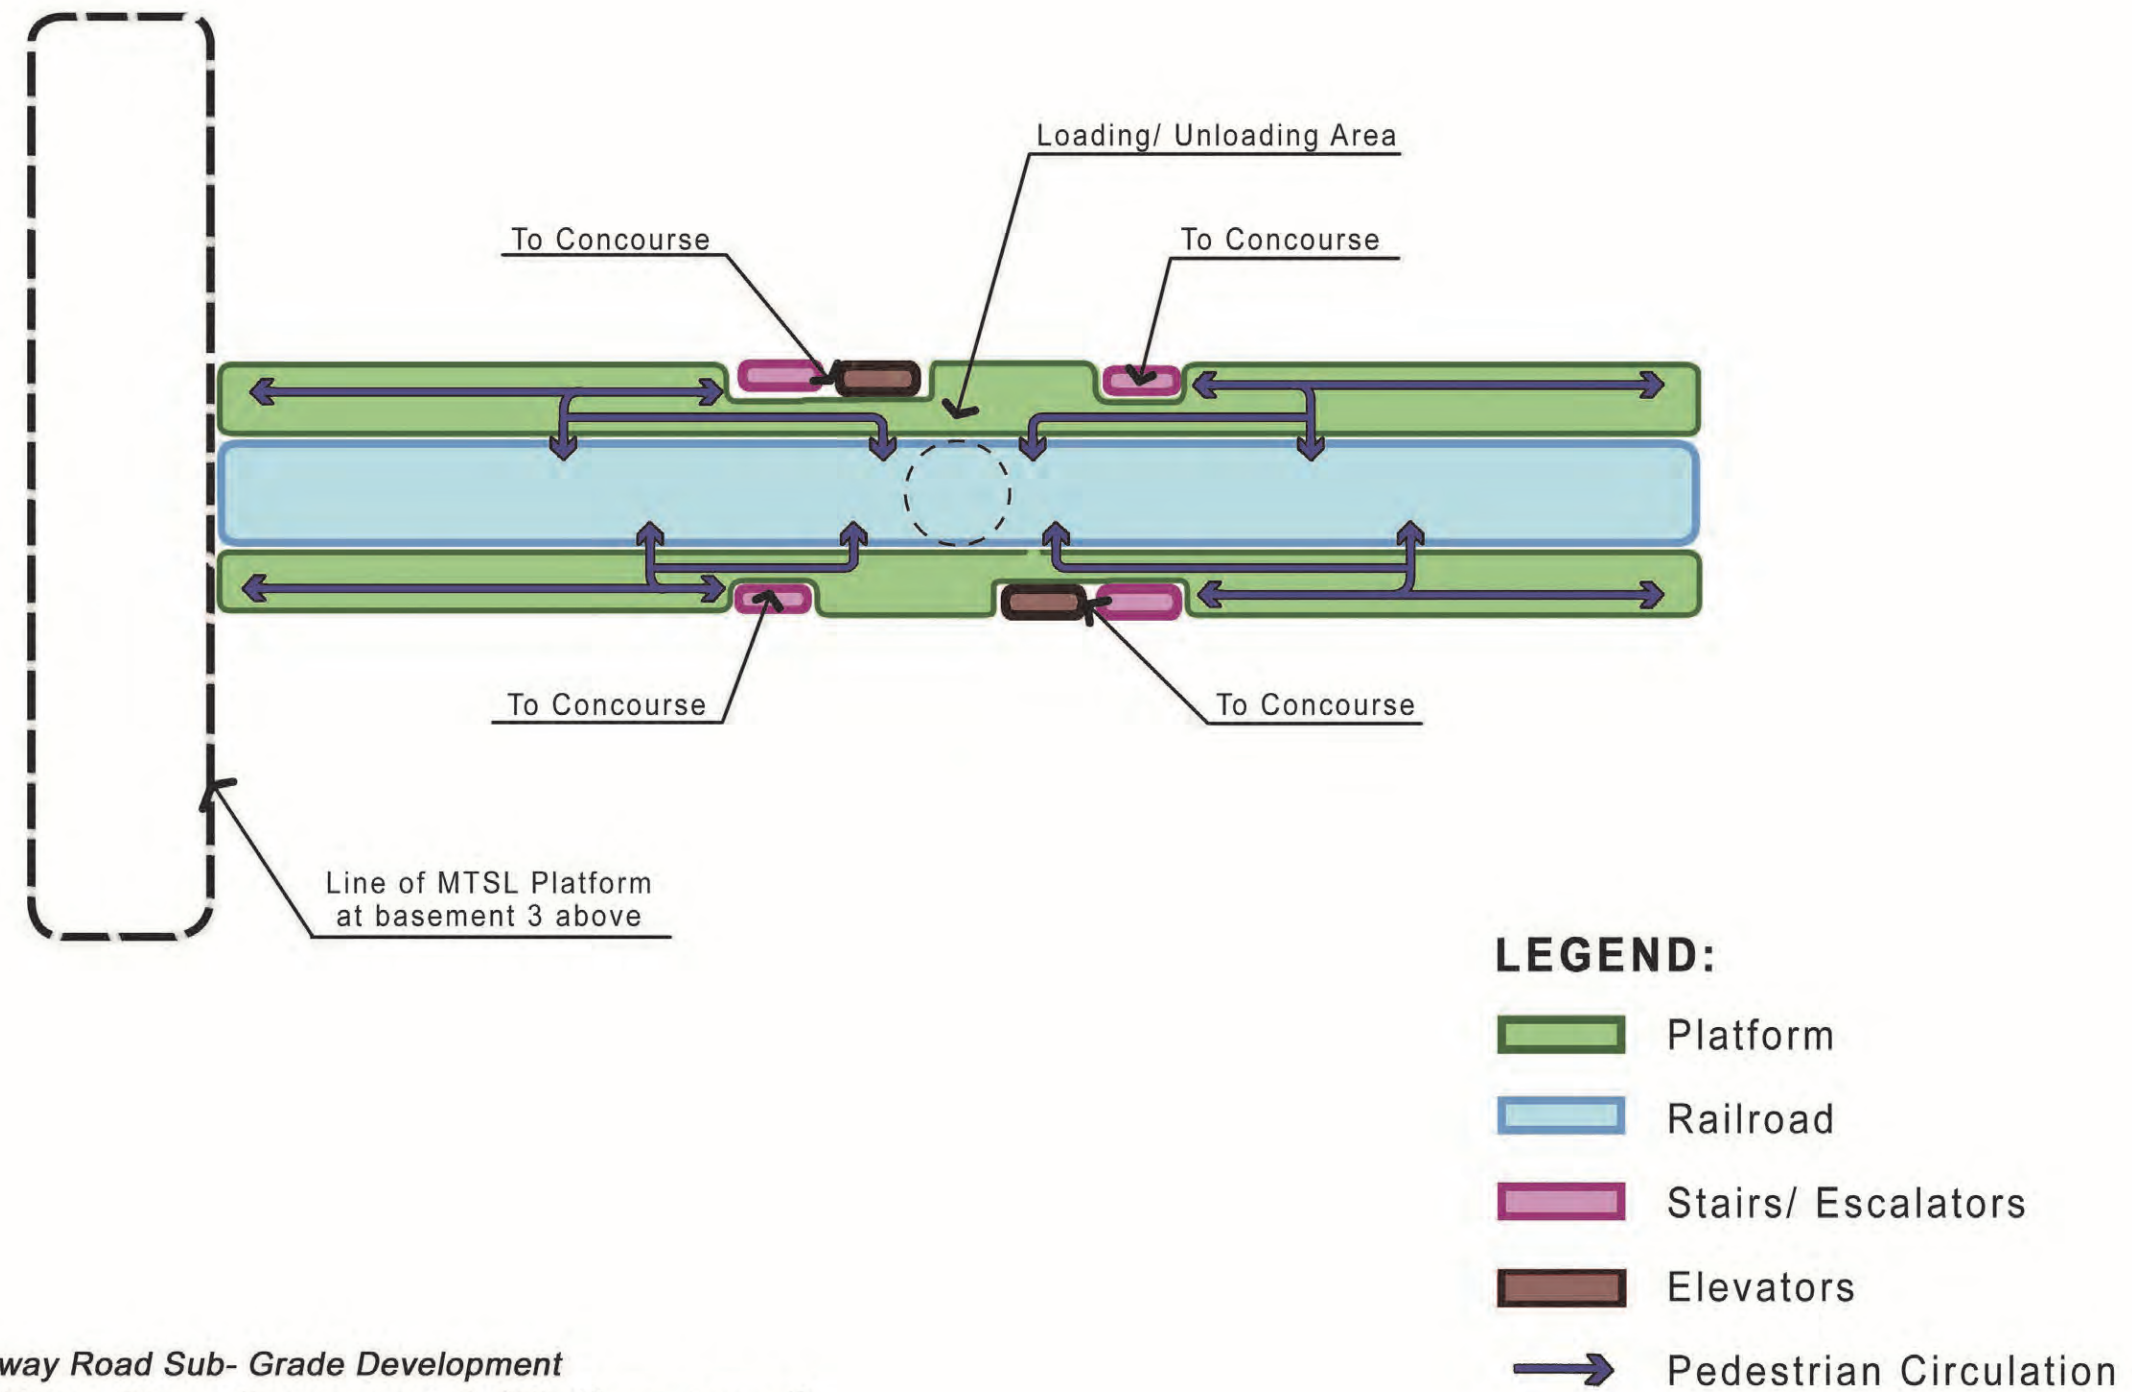 Loading/ Unloading Area
To Concourse
To Concourse
To Concourse
To Concourse
Line of MTSL Platform
at basement 3 above
LEGEND:
Platform
Railroad
Stairs/ Escalators
Elevators
Pedestrian Circulation
way Road Sub- Grade Development